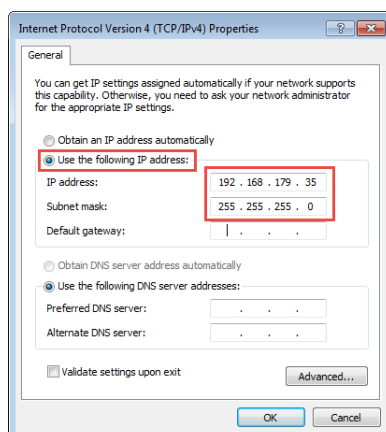 Internet Protocol Version 4 (TCP/IPv4) Properties
General
You can get IP settings assigned automatically if your network supports
this capability. Otherwise, you need to ask your network administrator
for the appropriate IP settings.
Obtain an IP address automatically
Use the following IP address:
IP address: 192 . 168 . 179 . 35
Subnet mask: 255 . 255 . 255 . 0
Default gateway: . . .
Obtain DNS server address automatically
Use the following DNS server addresses:
Preferred DNS server: . . .
Alternate DNS server: . . .
Validate settings upon exit
Advanced...
OK Cancel